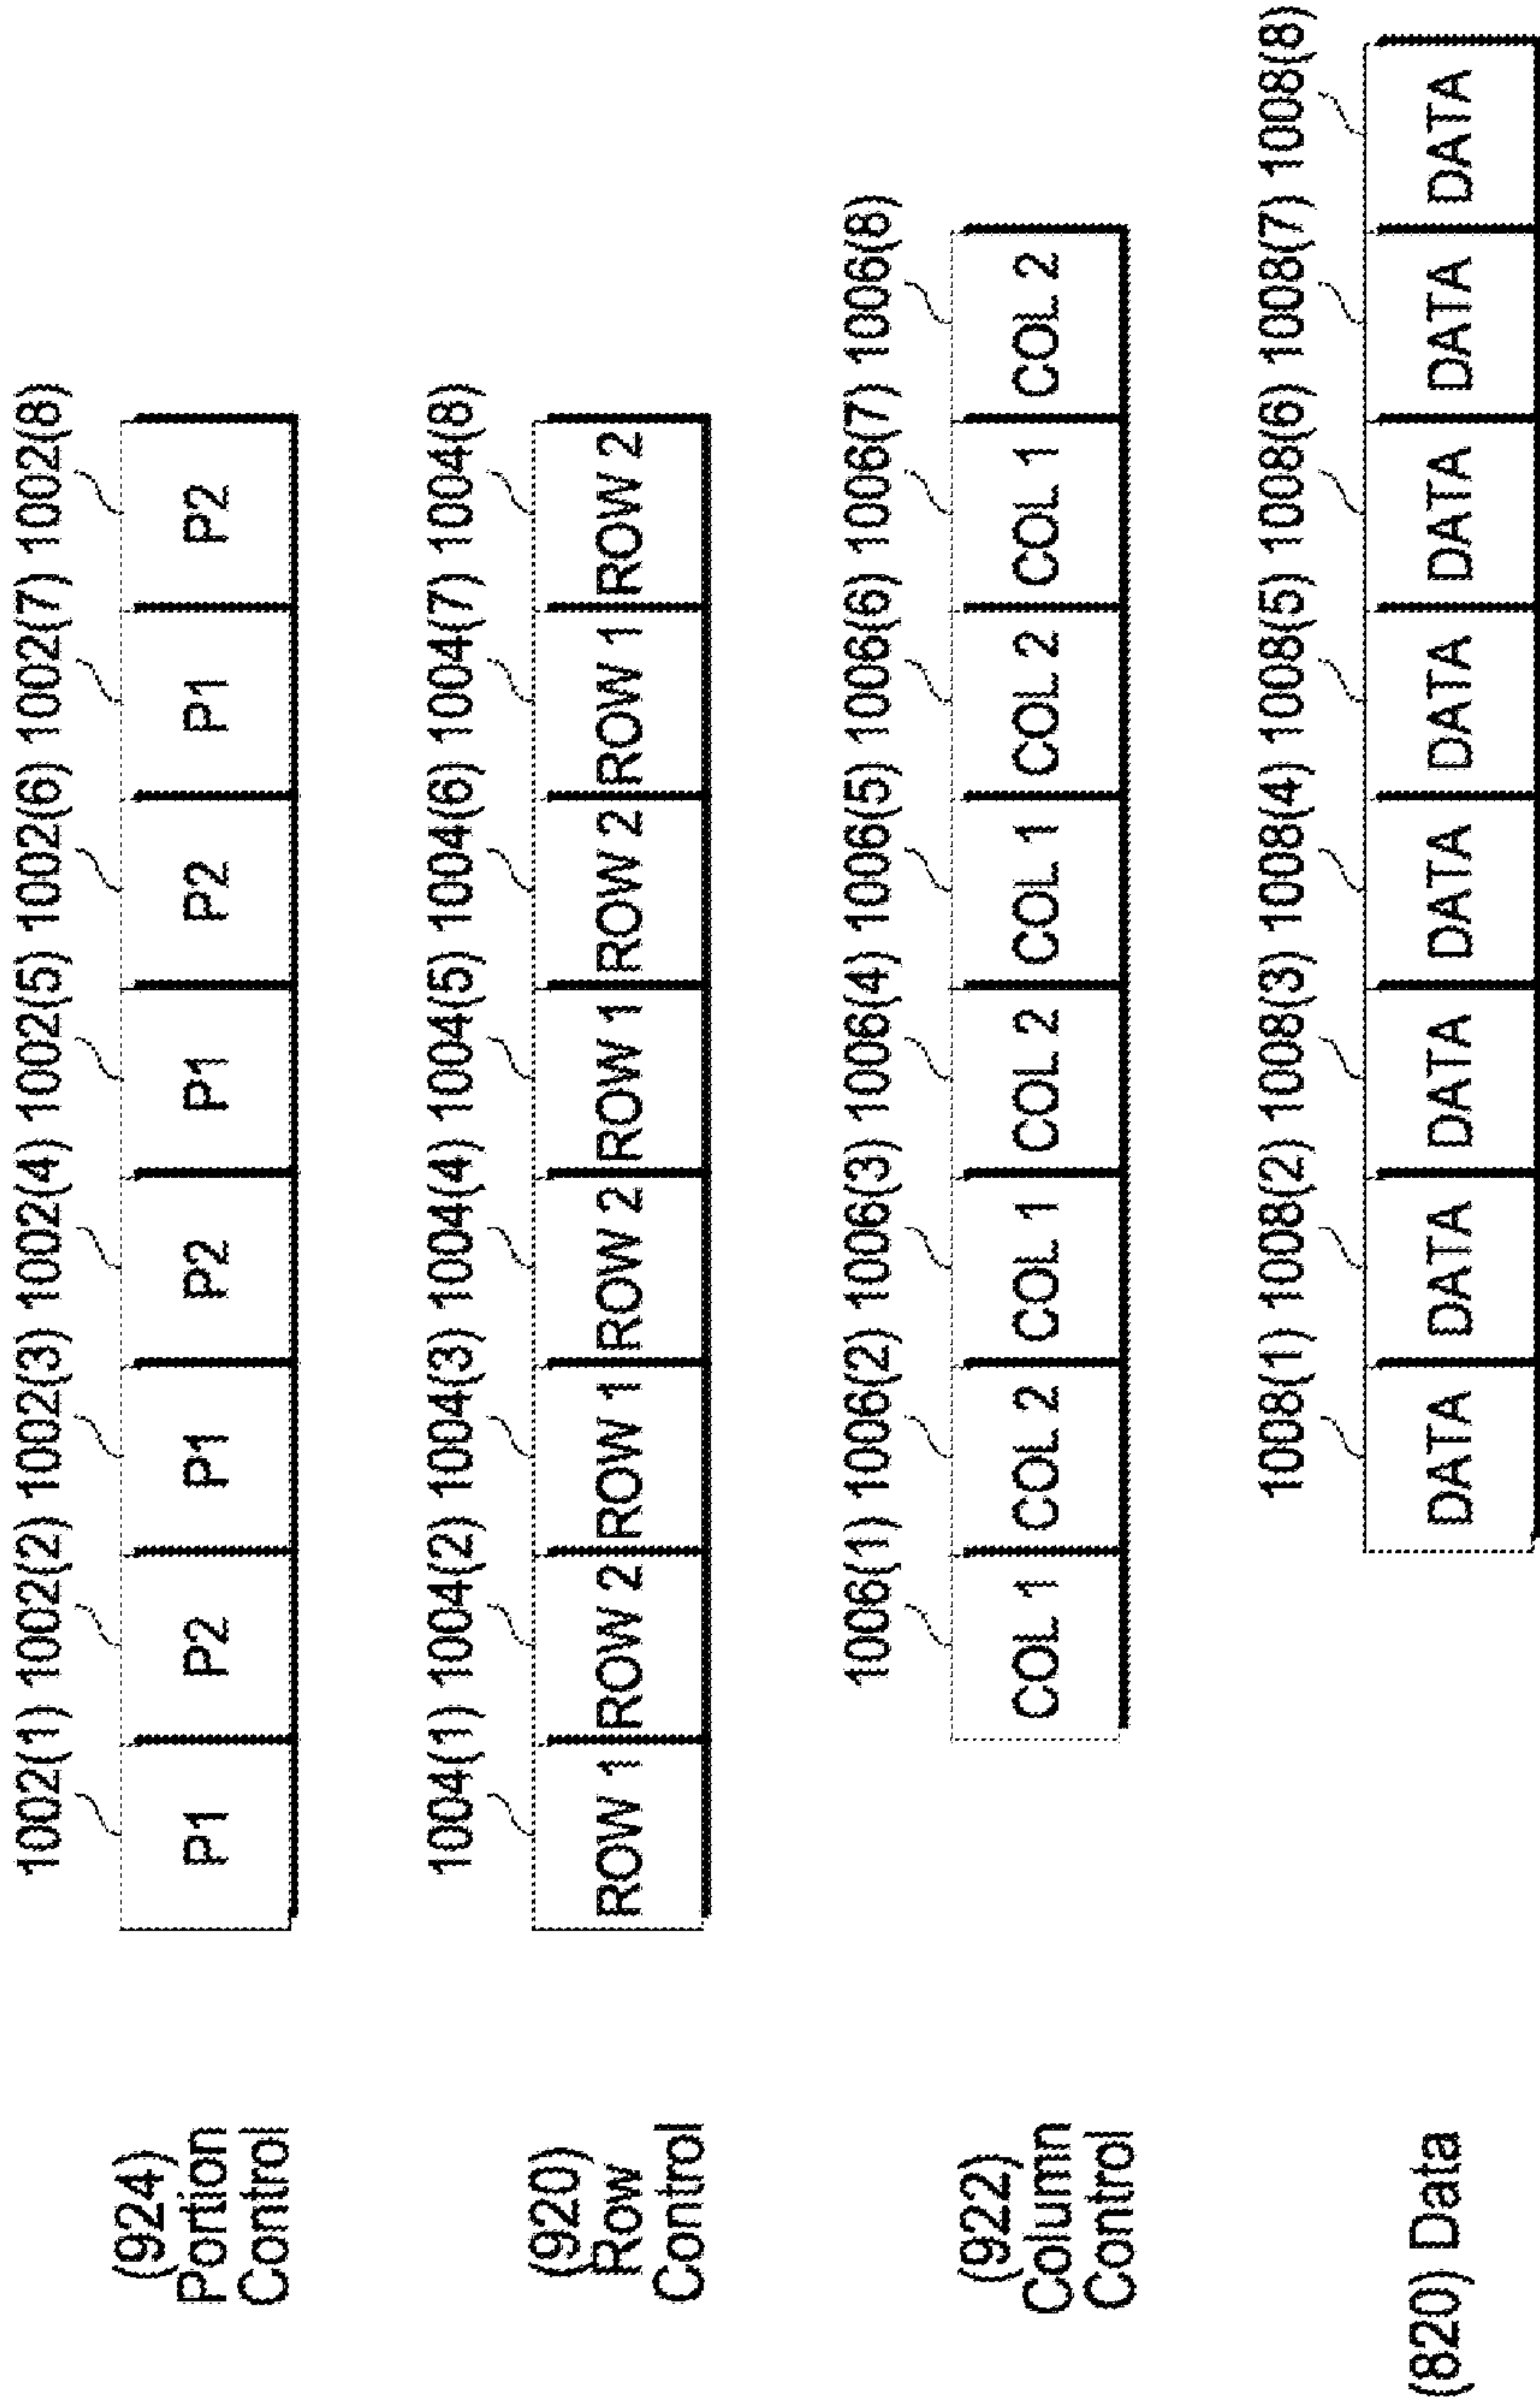 1002(1) 1002(2) 1002(3) 1002(4) 1002(5) 1002(6) 1002(7) 1002(8)
(924)
Portion
Control
P1 P2 P1 P2 P1 P2 P1 P2
1004(1) 1004(2) 1004(3) 1004(4) 1004(5) 1004(6) 1004(7) 1004(8)
(920)
Row
Control
ROW 1 ROW 2 ROW 1 ROW 2 ROW 1 ROW 2 ROW 1 ROW 2
1006(1) 1006(2) 1006(3) 1006(4) 1006(5) 1006(6) 1006(7) 1006(8)
(922)
Column
Control
COL 1 COL 2 COL 1 COL 2 COL 1 COL 2 COL 1 COL 2
1008(1) 1008(2) 1008(3) 1008(4) 1008(5) 1008(6) 1008(7) 1008(8)
(820) Data
DATA DATA DATA DATA DATA DATA DATA DATA